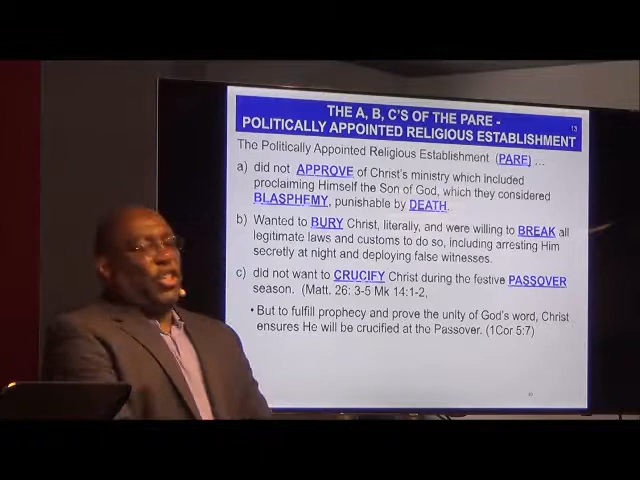 THE A, B, C'S OF THE PARE -
POLITICALLY APPOINTED RELIGIOUS ESTABLISHMENT
13
The Politically Appointed Religious Establishment (PARE) ...
a) did not APPROVE of Christ's ministry which included
proclaiming Himself the Son of God, which they considered
BLASPHEMY, punishable by DEATH.
b) Wanted to BURY Christ, literally, and were willing to BREAK all
legitimate laws and customs to do so, including arresting Him
secretly at night and deploying false witnesses.
c) did not want to CRUCIFY Christ during the festive PASSOVER
season. (Matt. 26: 3-5 Mk 14:1-2,
• But to fulfill prophecy and prove the unity of God's word, Christ
ensures He will be crucified at the Passover. (1Cor 5:7)